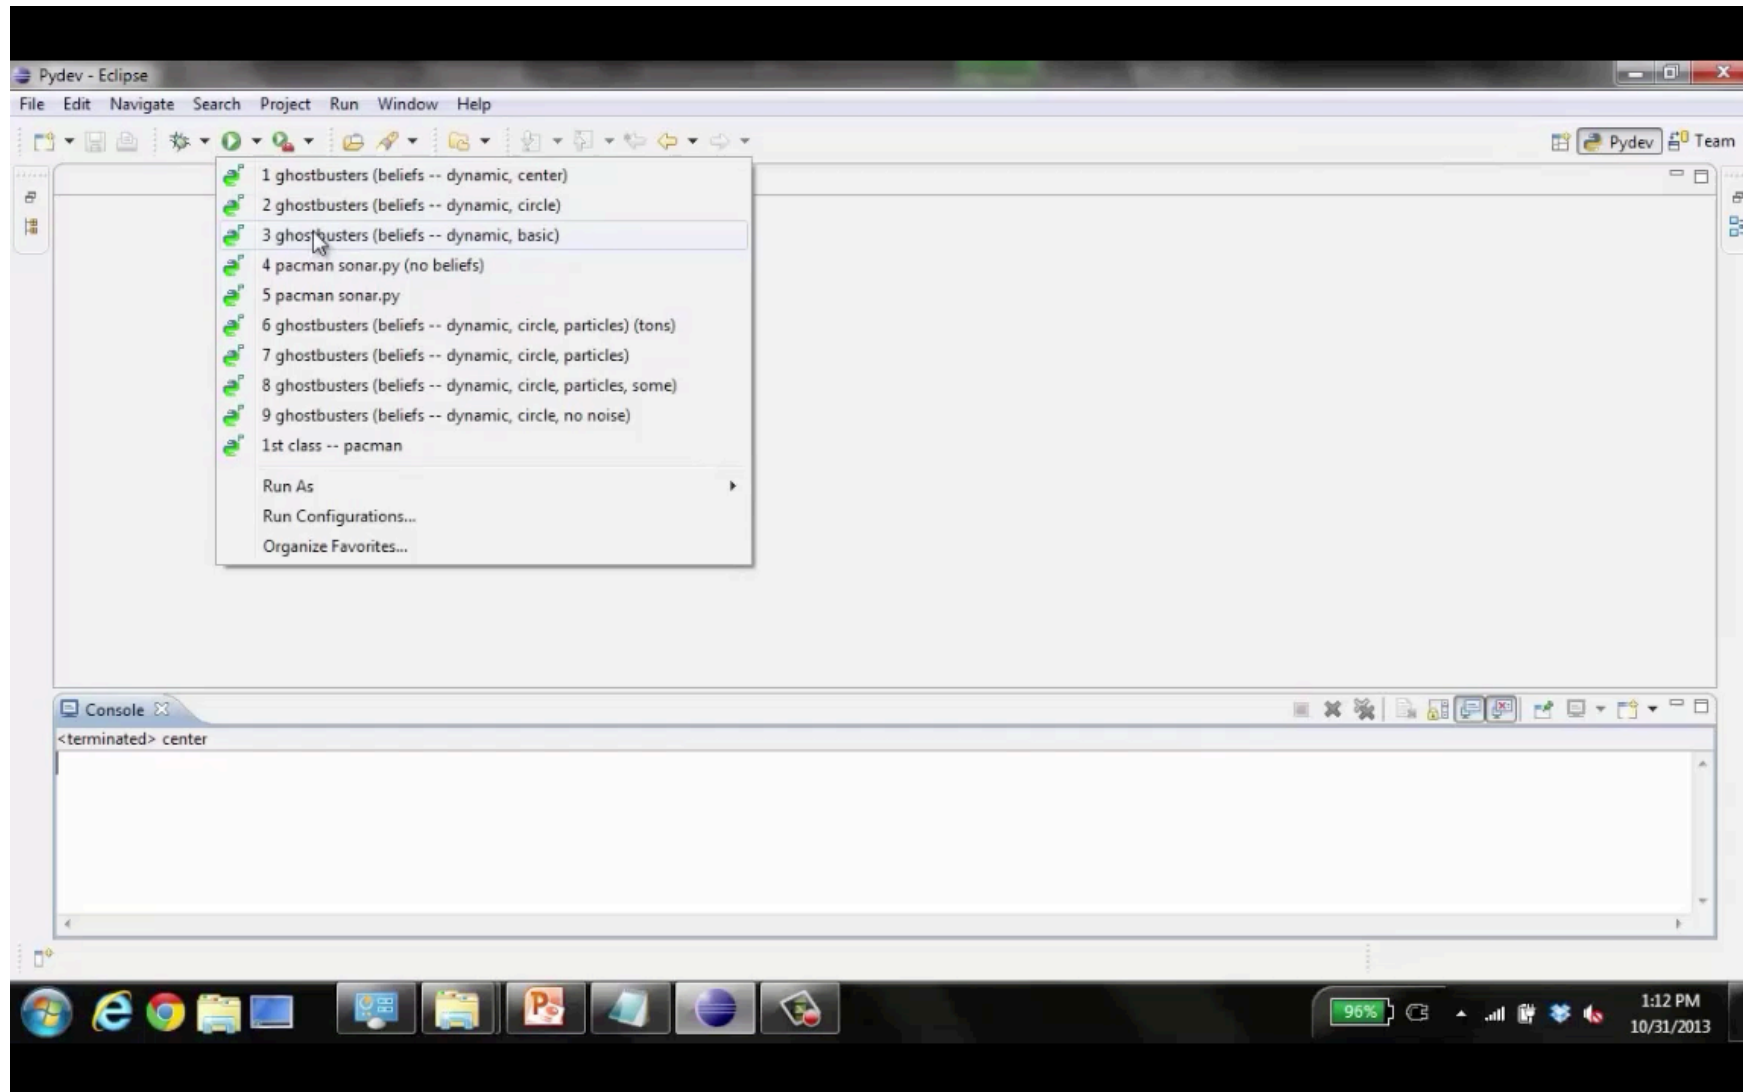 Pydev - Eclipse
File Edit Navigate Search Project Run Window Help
Pydev Team
1 ghostbusters (beliefs -- dynamic, center)
2 ghostbusters (beliefs -- dynamic, circle)
3 ghostbusters (beliefs -- dynamic, basic)
4 pacman sonar.py (no beliefs)
5 pacman sonar.py
6 ghostbusters (beliefs -- dynamic, circle, particles) (tons)
7 ghostbusters (beliefs -- dynamic, circle, particles)
8 ghostbusters (beliefs -- dynamic, circle, particles, some)
9 ghostbusters (beliefs -- dynamic, circle, no noise)
1st class -- pacman
Run As
Run Configurations...
Organize Favorites...
Console
<terminated> center
96%
1:12 PM
10/31/2013